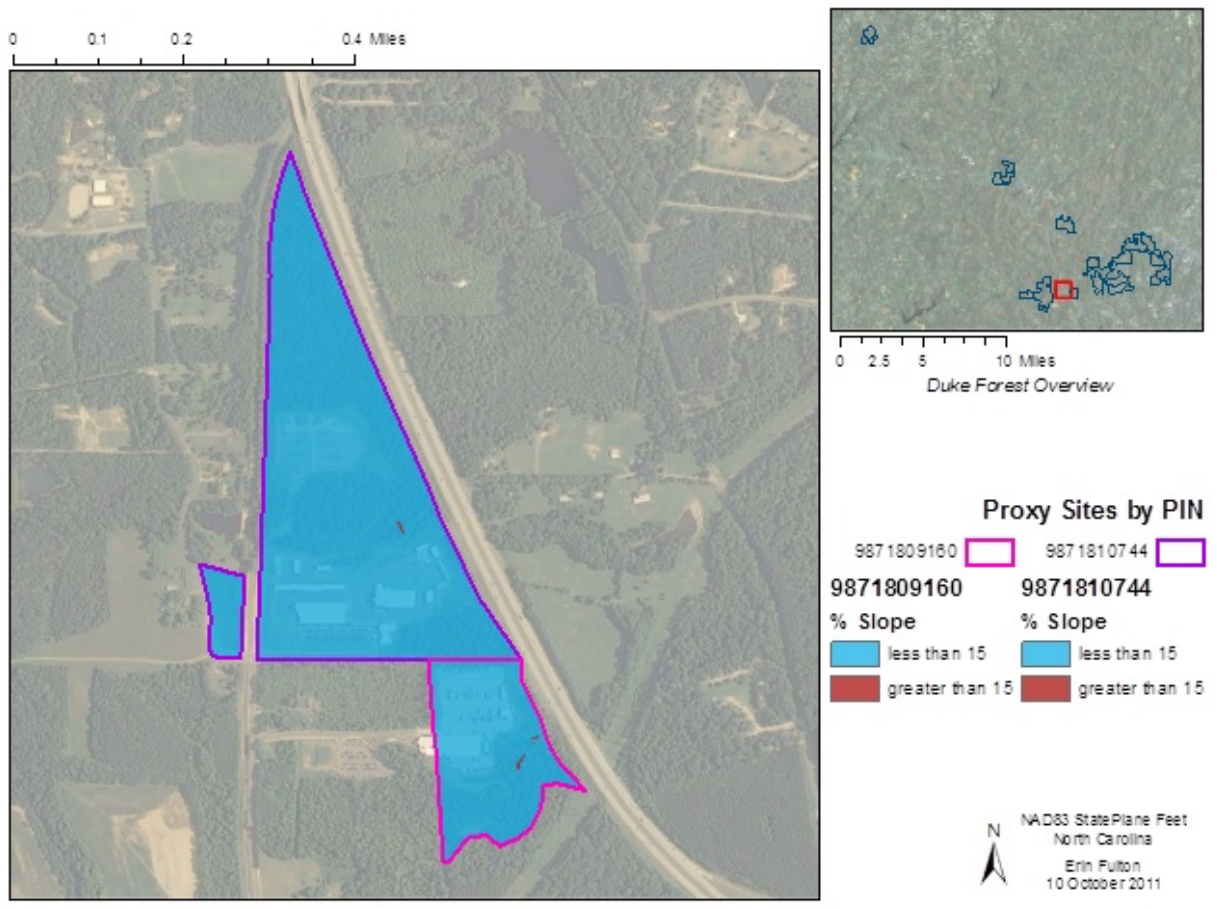 0 0.1 0.2 0.4 Miles
0 2.5 5 10 Miles
Duke Forest Overview
Proxy Sites by PIN
9871809160 9871810744
9871809160 9871810744
% Slope % Slope
less than 15 less than 15
greater than 15 greater than 15
N
NAD83 StatePlane Feet
North Carolina
Erin Fulton
10 October 2011